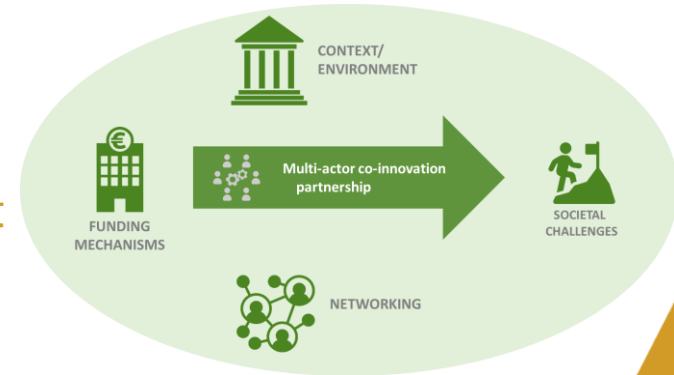 CONTEXT/
ENVIRONMENT
Multi-actor co-innovation
partnership
€
FUNDING
MECHANISMS
SOCIETAL
CHALLENGES
NETWORKING